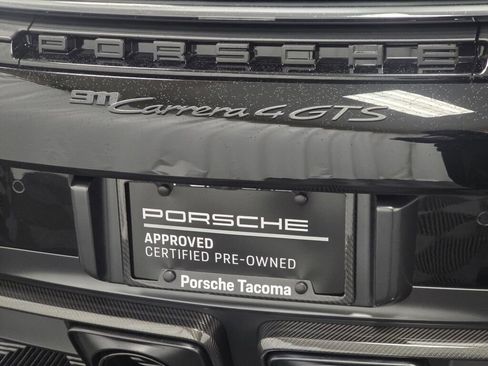 PORSCHE
911 Carrera 4 GTS
PORSCHE
APPROVED
CERTIFIED PRE-OWNED
Porsche Tacoma